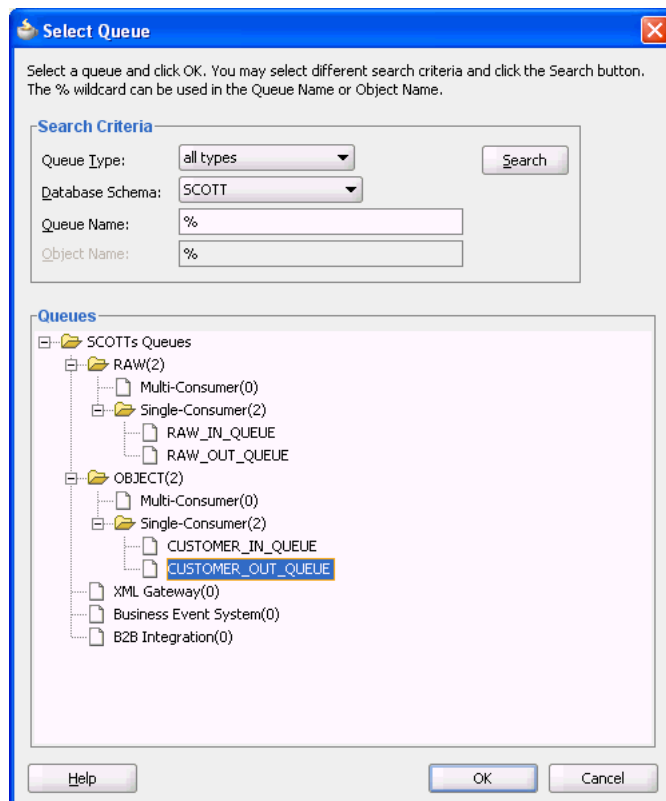 Select Queue
Select a queue and click OK. You may select different search criteria and click the Search button.
The % wildcard can be used in the Queue Name or Object Name.
Search Criteria
Queue Type: all types Search
Database Schema: SCOTT
Queue Name: %
Object Name: %
Queues
SCOTTs Queues
RAW(2)
Multi-Consumer(0)
Single-Consumer(2)
RAW_IN_QUEUE
RAW_OUT_QUEUE
OBJECT(2)
Multi-Consumer(0)
Single-Consumer(2)
CUSTOMER_IN_QUEUE
CUSTOMER_OUT_QUEUE
XML Gateway(0)
Business Event System(0)
B2B Integration(0)
Help OK Cancel